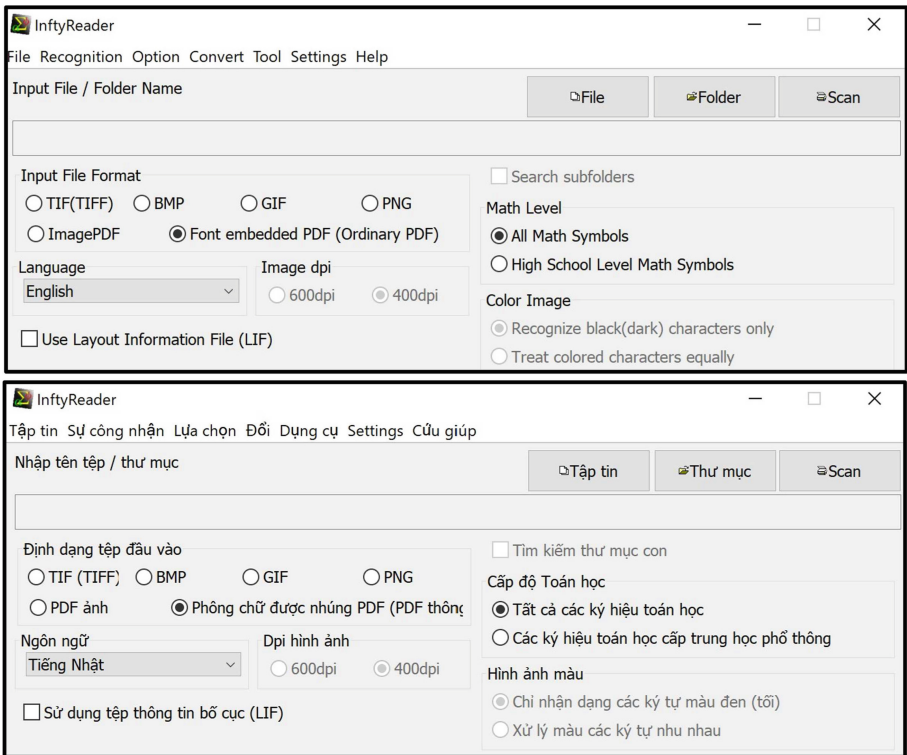 InftyReader
File Recognition Option Convert Tool Settings Help
Input File / Folder Name
File Folder Scan
Input File Format
TIF(TIFF) BMP GIF PNG
ImagePDF Font embedded PDF (Ordinary PDF)
Language
English
Image dpi
600dpi 400dpi
Use Layout Information File (LIF)
Search subfolders
Math Level
All Math Symbols
High School Level Math Symbols
Color Image
Recognize black(dark) characters only
Treat colored characters equally
InftyReader
Tập tin Sự công nhận Lựa chọn Đổi Dụng cụ Settings Cứu giúp
Nhập tên tệp / thư mục
Tập tin Thư mục Scan
Định dạng tệp đầu vào
TIF (TIFF) BMP GIF PNG
PDF ảnh Phông chữ được nhúng PDF (PDF thông
Ngôn ngữ
Tiếng Nhật
Dpi hình ảnh
600dpi 400dpi
Sử dụng tệp thông tin bố cục (LIF)
Tìm kiếm thư mục con
Cấp độ Toán học
Tất cả các ký hiệu toán học
Các ký hiệu toán học cấp trung học phổ thông
Hình ảnh màu
Chỉ nhận dạng các ký tự màu đen (tối)
Xử lý màu các ký tự như nhau